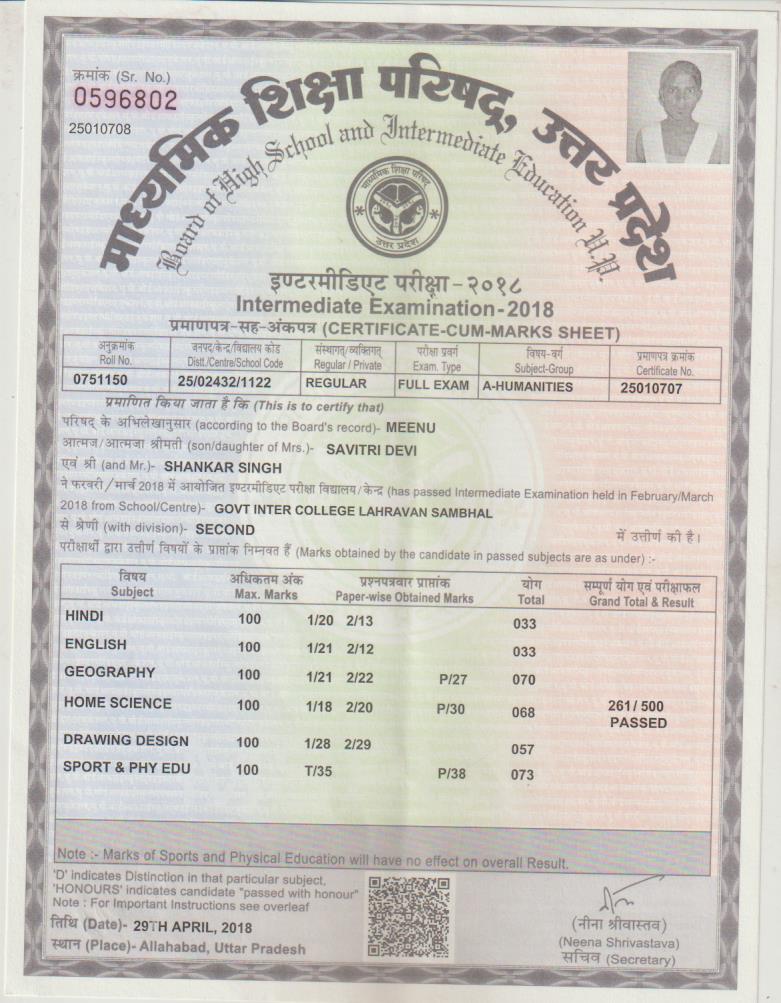 क्रमांक (Sr. No.)
0596802
25010708
माध्यमिक शिक्षा परिषद्, उत्तर प्रदेश
Board of High School and Intermediate Education U.P.
माध्यमिक शिक्षा परिषद्
उत्तर प्रदेश
इण्टरमीडिएट परीक्षा-२०१८
Intermediate Examination-2018
प्रमाणपत्र-सह-अंकपत्र (CERTIFICATE-CUM-MARKS SHEET)
अनुक्रमांक जनपद/केन्द्र/विद्यालय कोड संस्थागत/व्यक्तिगत परीक्षा प्रवर्ग विषय-वर्ग प्रमाणपत्र क्रमांक
Roll No. Distt./Centre/School Code Regular / Private Exam. Type Subject-Group Certificate No.
0751150 25/02432/1122 REGULAR FULL EXAM A-HUMANITIES 25010707
प्रमाणित किया जाता है कि (This is to certify that)
परिषद के अभिलेखानुसार (according to the Board's record)- MEENU
आत्मज/आत्मजा श्रीमती (son/daughter of Mrs.)- SAVITRI DEVI
एवं श्री (and Mr.)- SHANKAR SINGH
ने फरवरी/मार्च 2018 में आयोजित इण्टरमीडिएट परीक्षा विद्यालय/केन्द्र (has passed Intermediate Examination held in February/March
2018 from School/Centre)- GOVT INTER COLLEGE LAHRAVAN SAMBHAL
से श्रेणी (with division)- SECOND में उत्तीर्ण की है।
परीक्षार्थी द्वारा उत्तीर्ण विषयों के प्राप्तांक निम्नवत हैं (Marks obtained by the candidate in passed subjects are as under) :-
विषय अधिकतम अंक प्रश्नपत्रवार प्राप्तांक योग सम्पूर्ण योग एवं परीक्षाफल
Subject Max. Marks Paper-wise Obtained Marks Total Grand Total & Result
HINDI 100 1/20 2/13 033
ENGLISH 100 1/21 2/12 033
GEOGRAPHY 100 1/21 2/22 P/27 070
HOME SCIENCE 100 1/18 2/20 P/30 068 261/ 500
PASSED
DRAWING DESIGN 100 1/28 2/29 057
SPORT & PHY EDU 100 T/35 P/38 073
Note :- Marks of Sports and Physical Education will have no effect on overall Result.
'D' indicates Distinction in that particular subject,
'HONOURS' indicates candidate "passed with honour"
Note : For Important Instructions see overleaf
तिथि (Date)- 29TH APRIL, 2018
स्थान (Place)- Allahabad, Uttar Pradesh
(नीना श्रीवास्तव)
(Neena Shrivastava)
सचिव (Secretary)